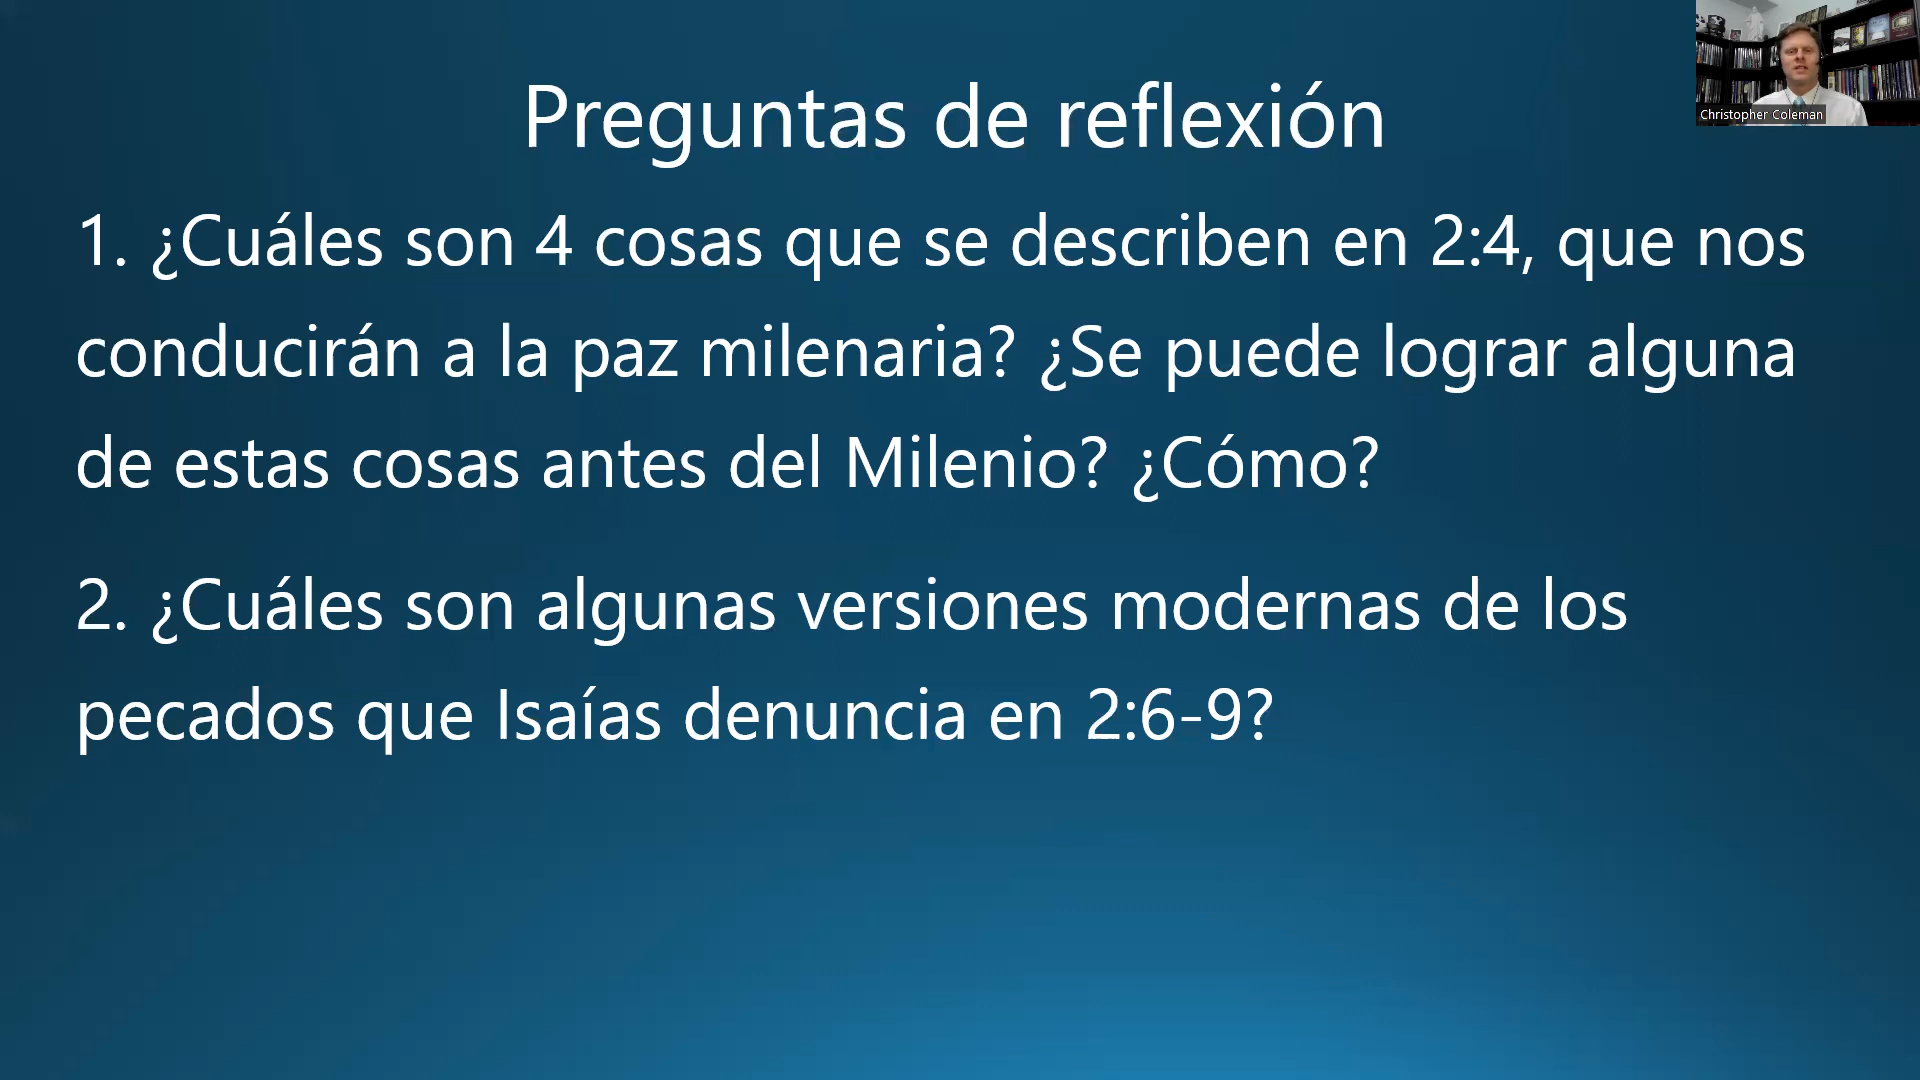 Preguntas de reflexión
Christopher Coleman
1. ¿Cuáles son 4 cosas que se describen en 2:4, que nos
conducirán a la paz milenaria? ¿Se puede lograr alguna
de estas cosas antes del Milenio? ¿Cómo?
2. ¿Cuáles son algunas versiones modernas de los
pecados que Isaías denuncia en 2:6-9?